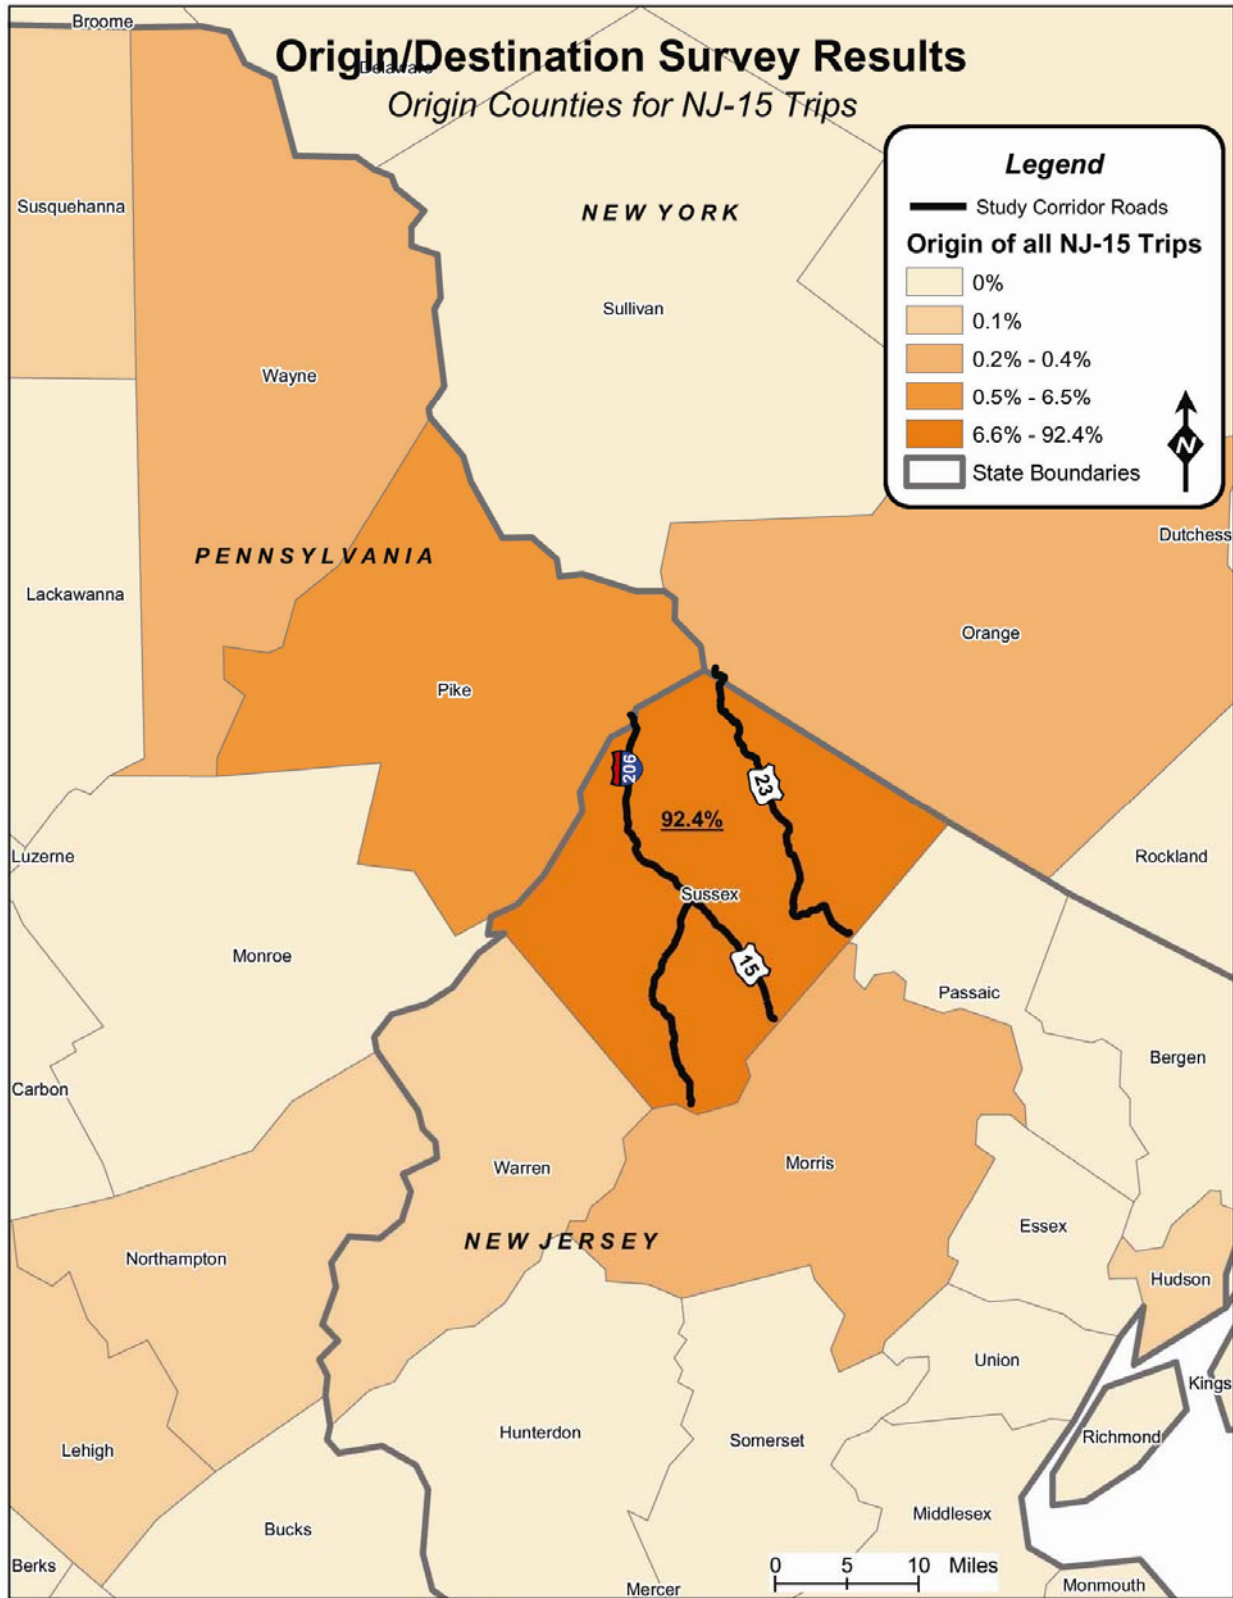 Broome
Origin/Destination Survey Results
Delaware
Origin Counties for NJ-15 Trips
Legend
Study Corridor Roads
Origin of all NJ-15 Trips
0%
0.1%
0.2% - 0.4%
0.5% - 6.5%
6.6% - 92.4%
State Boundaries
N
Susquehanna
NEW YORK
Sullivan
Wayne
Dutchess
PENNSYLVANIA
Lackawanna
Orange
Pike
206
23
92.4%
Luzerne
Rockland
Sussex
Monroe
15
Passaic
Bergen
Carbon
Warren
Morris
Essex
NEW JERSEY
Northampton
Hudson
Union
Kings
Hunterdon
Somerset
Richmond
Lehigh
Middlesex
Bucks
Berks
0 5 10 Miles
Mercer
Monmouth